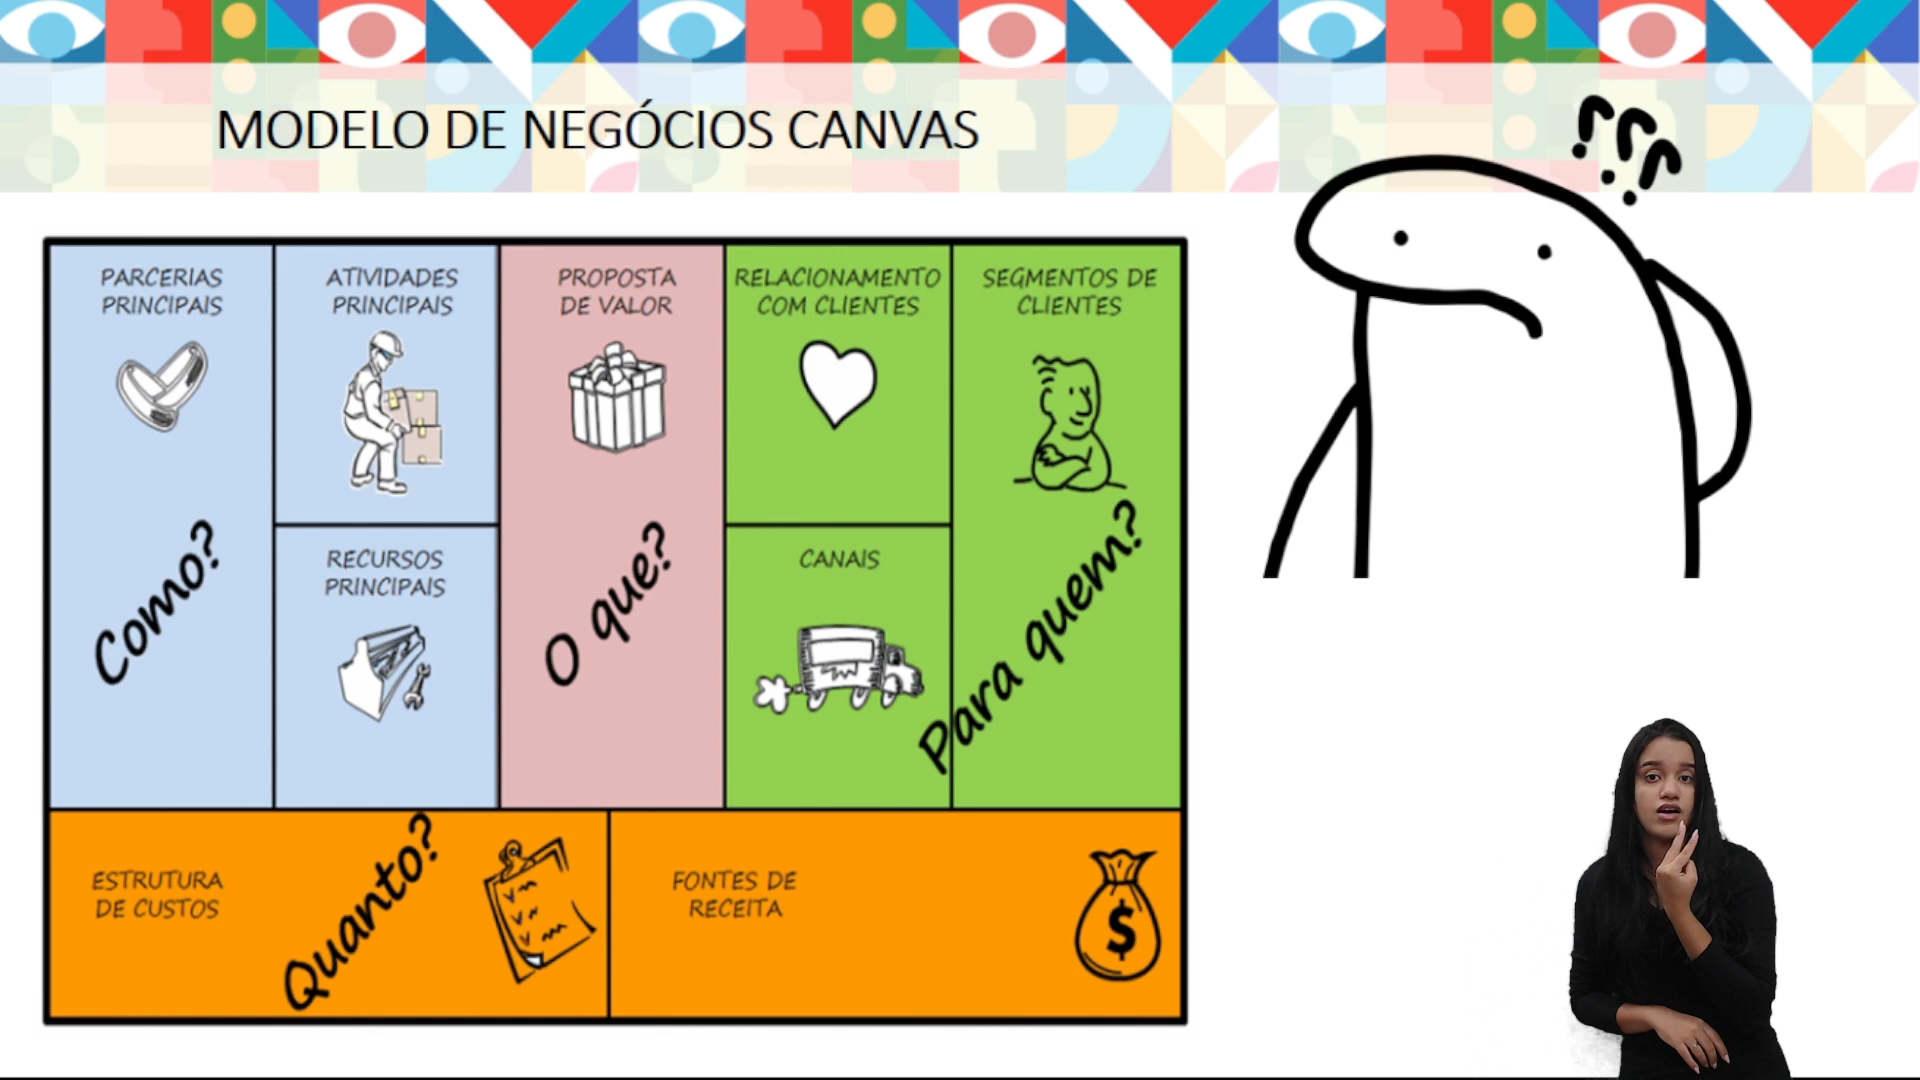 MODELO DE NEGÓCIOS CANVAS
???
PARCERIAS
PRINCIPAIS
ATIVIDADES
PRINCIPAIS
PROPOSTA
DE VALOR
RELACIONAMENTO
COM CLIENTES
SEGMENTOS DE
CLIENTES
Como?
RECURSOS
PRINCIPAIS
O que?
CANAIS
Para quem?
ESTRUTURA
DE CUSTOS
Quanto?
FONTES DE
RECEITA
$